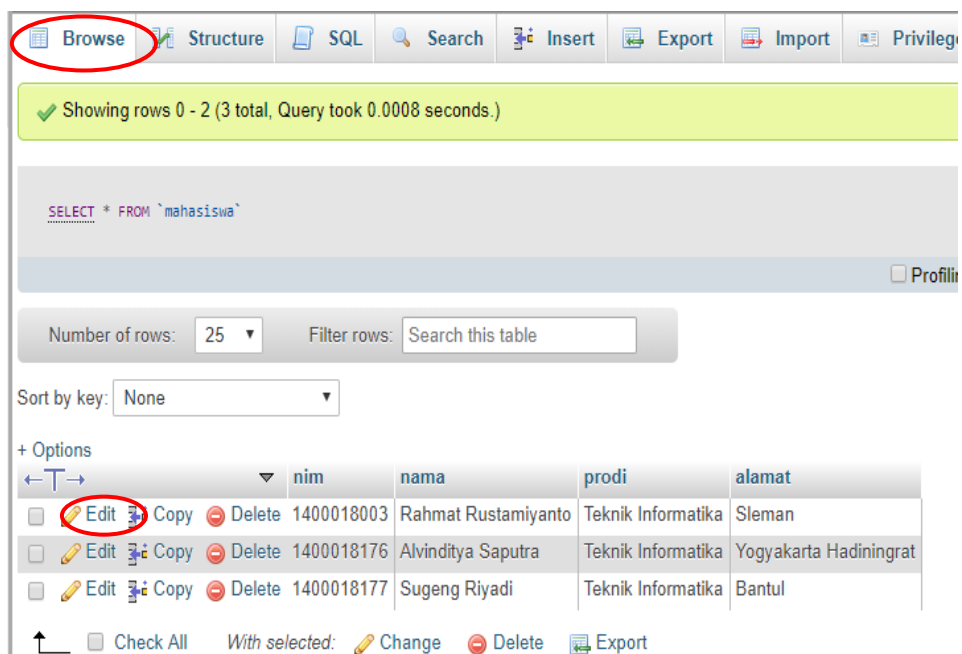 Browse Structure SQL Search Insert Export Import Privileg
Showing rows 0 - 2 (3 total, Query took 0.0008 seconds.)
SELECT * FROM `mahasiswa`
Profilin
Number of rows: 25 Filter rows: Search this table
Sort by key: None
+ Options
nim nama prodi alamat
Edit Copy Delete 1400018003 Rahmat Rustamiyanto Teknik Informatika Sleman
Edit Copy Delete 1400018176 Alvinditya Saputra Teknik Informatika Yogyakarta Hadiningrat
Edit Copy Delete 1400018177 Sugeng Riyadi Teknik Informatika Bantul
Check All With selected: Change Delete Export